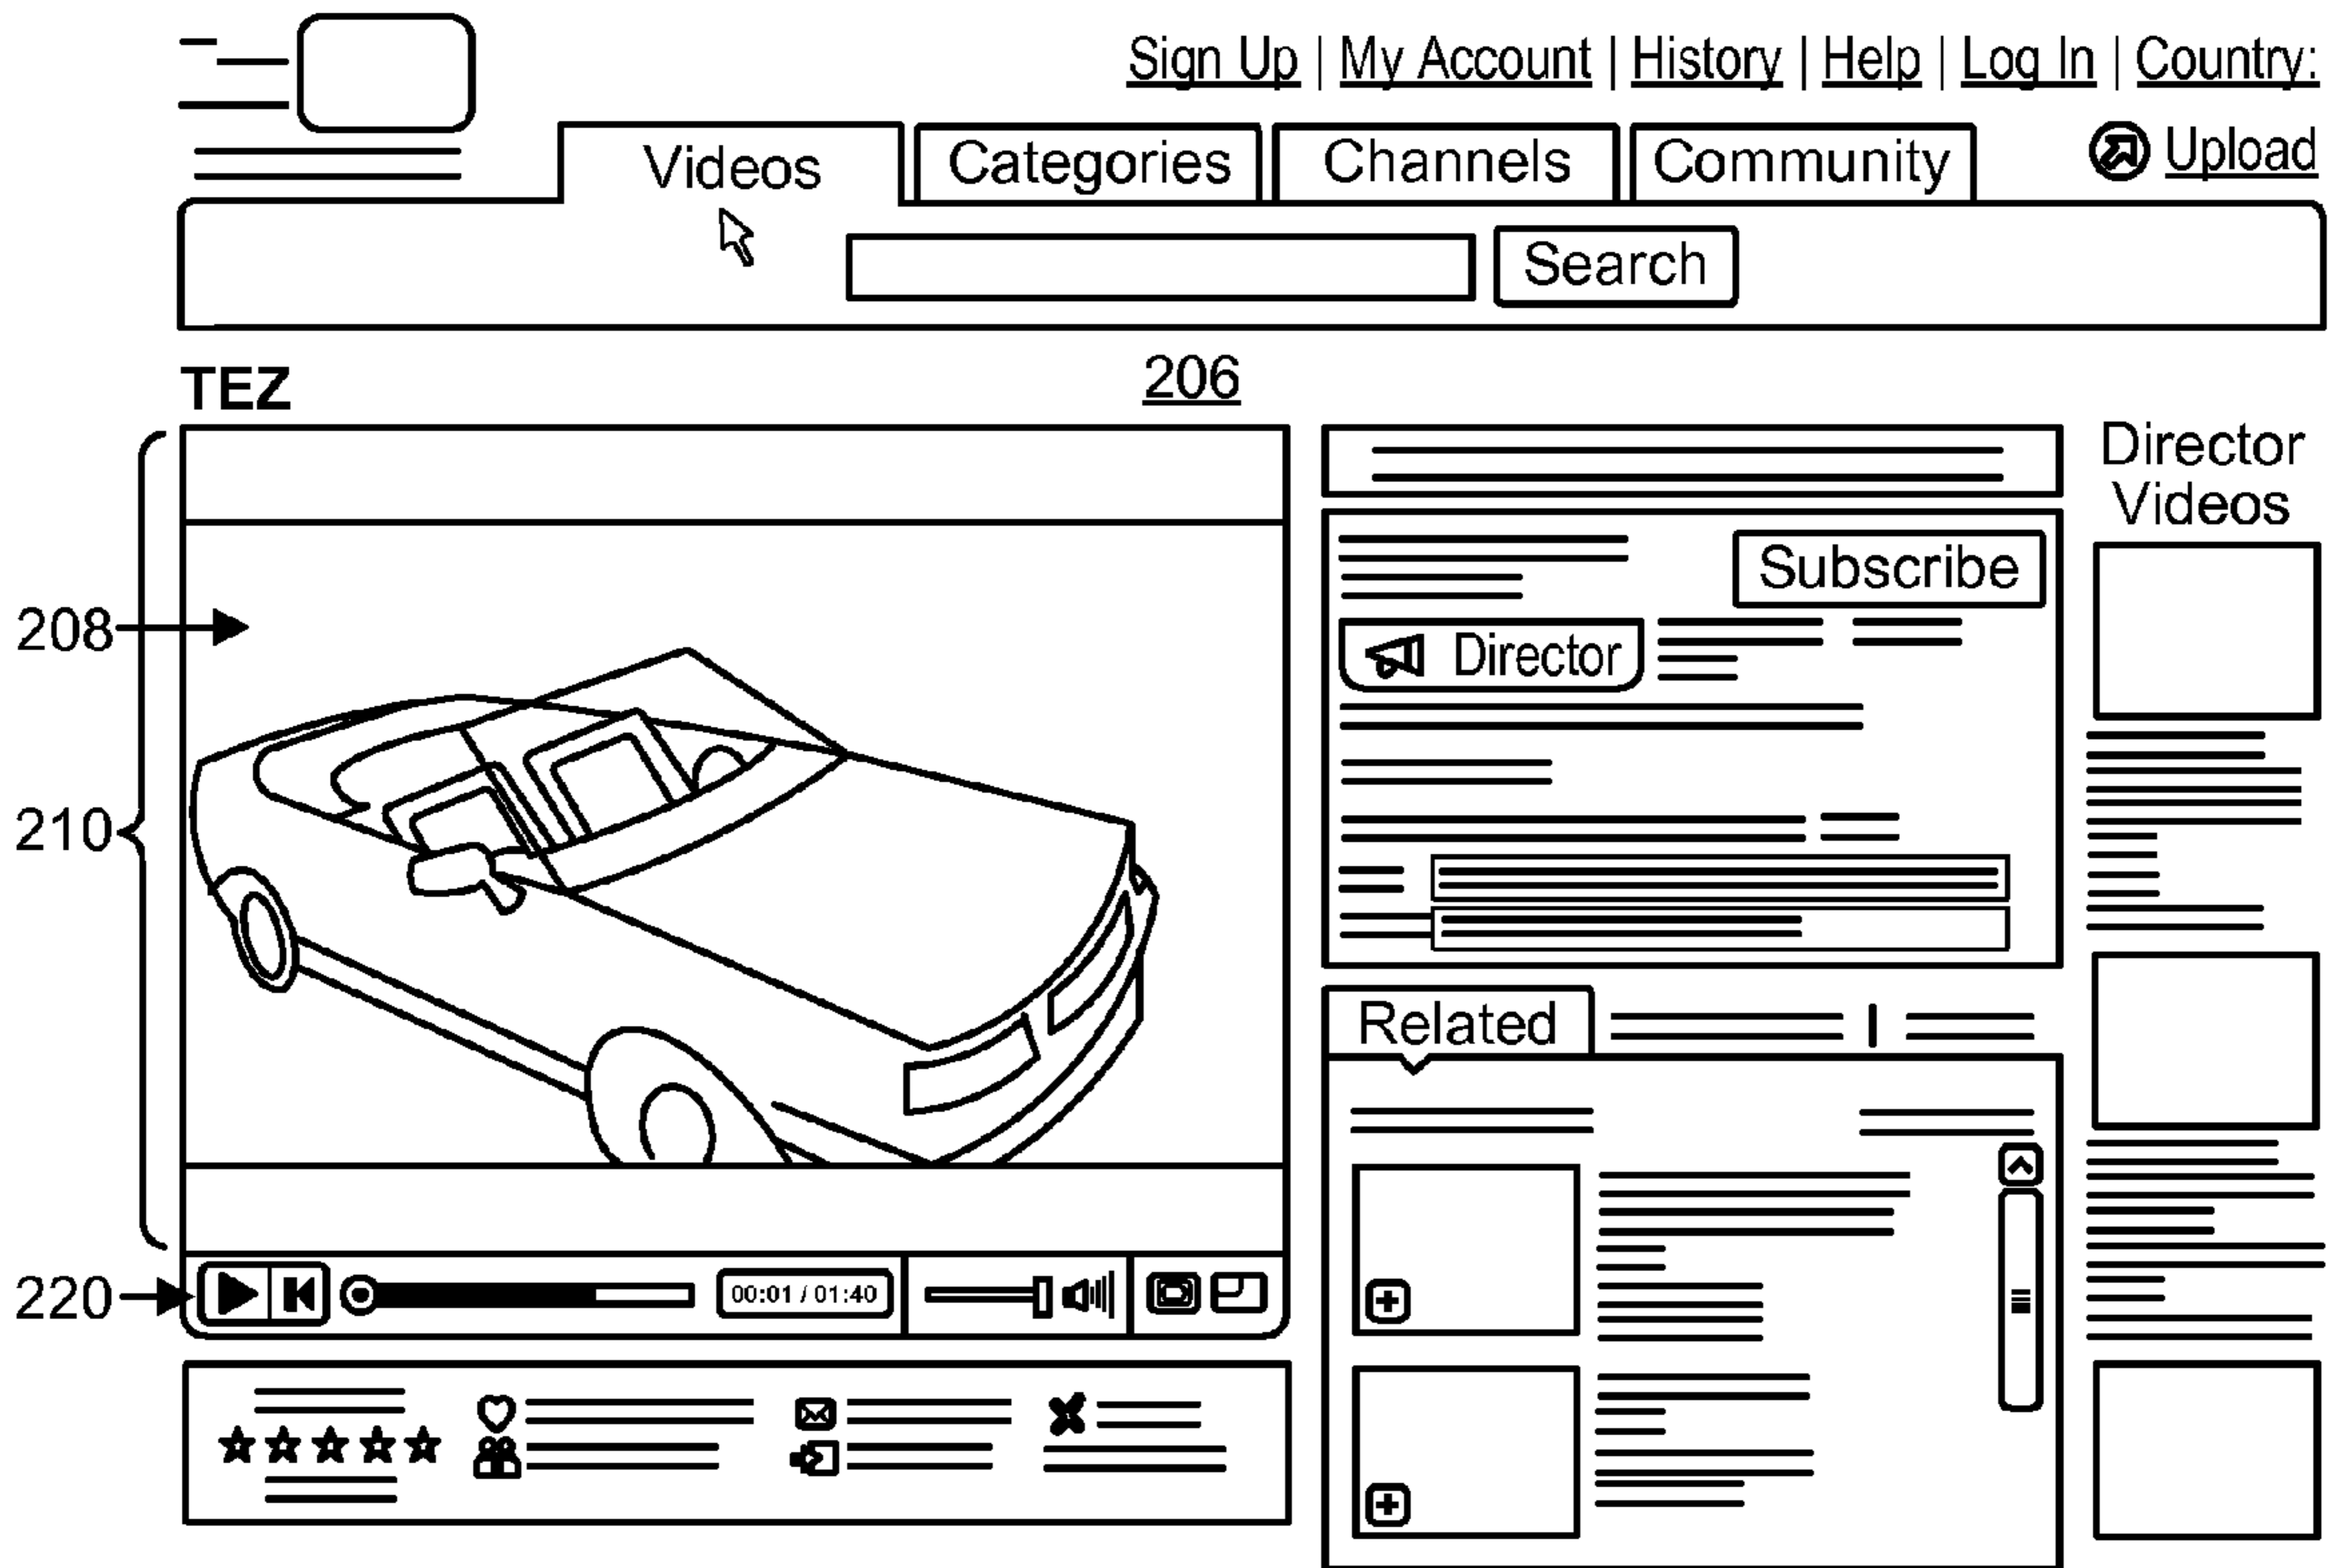 Sign Up | My Account | History | Help | Log In | Country:
Videos Categories Channels Community Upload
Search
TEZ
206
Director
Videos
Subscribe
208
Director
210
Related
220
00:01 / 01:40